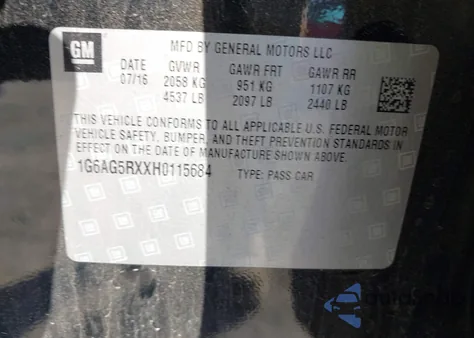 GM
MFD BY GENERAL MOTORS LLC
DATE GVWR GAWR FRT GAWR RR
07/16 2058 KG 951 KG 1107 KG
4537 LB 2097 LB 2440 LB
THIS VEHICLE CONFORMS TO ALL APPLICABLE U.S. FEDERAL MOTOR
VEHICLE SAFETY, BUMPER, AND THEFT PREVENTION STANDARDS IN
EFFECT ON THE DATE OF MANUFACTURE SHOWN ABOVE.
1G6AG5RXXH0115684 TYPE: PASS CAR